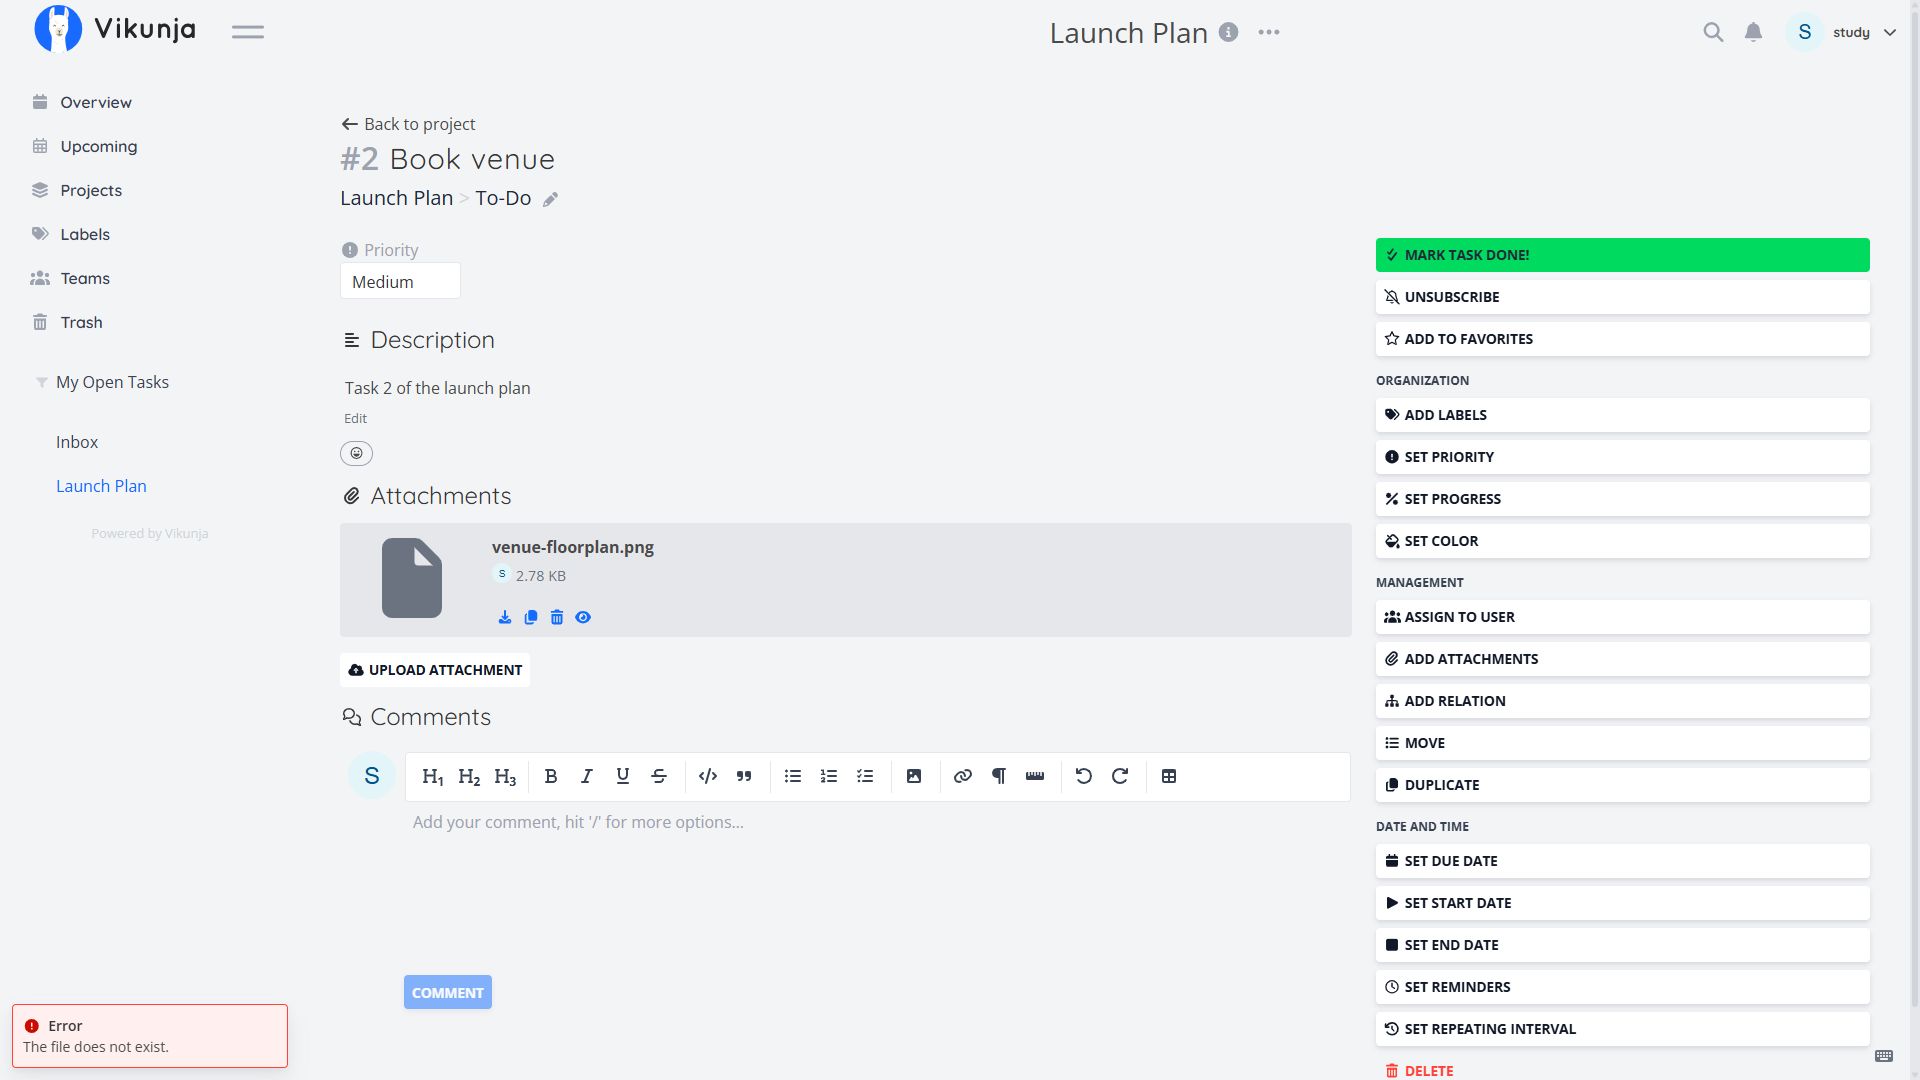 Vikunja
Launch Plan
S
study
Overview
Upcoming
Projects
Labels
Teams
Trash
My Open Tasks
Inbox
Launch Plan
Powered by Vikunja
Back to project
#2 Book venue
Launch Plan > To-Do
Priority
Medium
Description
Task 2 of the launch plan
Edit
Attachments
venue-floorplan.png
S 2.78 KB
UPLOAD ATTACHMENT
Comments
S
H1 H2 H3 B I U S
Add your comment, hit '/' for more options...
COMMENT
MARK TASK DONE!
UNSUBSCRIBE
ADD TO FAVORITES
ORGANIZATION
ADD LABELS
SET PRIORITY
SET PROGRESS
SET COLOR
MANAGEMENT
ASSIGN TO USER
ADD ATTACHMENTS
ADD RELATION
MOVE
DUPLICATE
DATE AND TIME
SET DUE DATE
SET START DATE
SET END DATE
SET REMINDERS
SET REPEATING INTERVAL
DELETE
Error
The file does not exist.